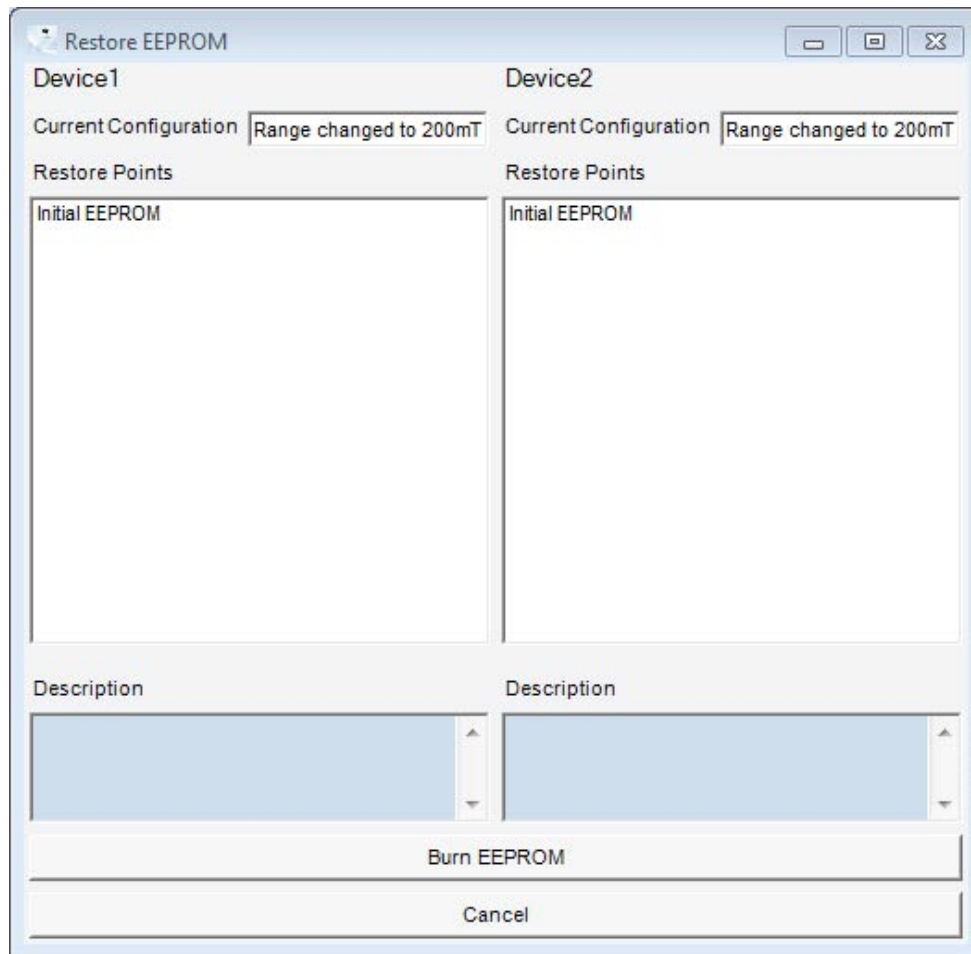 Restore EEPROM
Device1
Current Configuration Range changed to 200mT
Restore Points
Initial EEPROM
Description
Device2
Current Configuration Range changed to 200mT
Restore Points
Initial EEPROM
Description
Burn EEPROM
Cancel